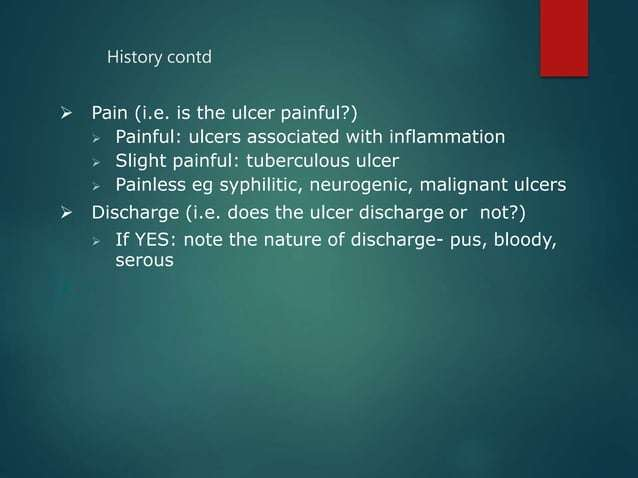 History contd
Pain (i.e. is the ulcer painful?)
Painful: ulcers associated with inflammation
Slight painful: tuberculous ulcer
Painless eg syphilitic, neurogenic, malignant ulcers
Discharge (i.e. does the ulcer discharge or not?)
If YES: note the nature of discharge- pus, bloody,
serous